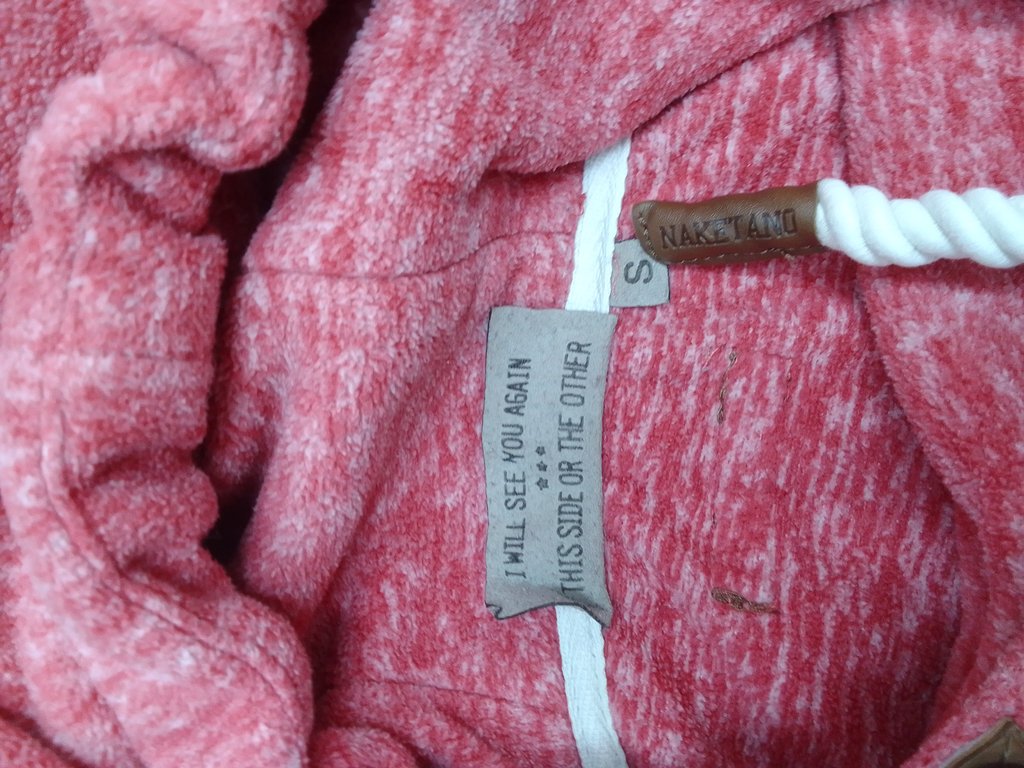 NAKETANO
S
I WILL SEE YOU AGAIN
THIS SIDE OR THE OTHER